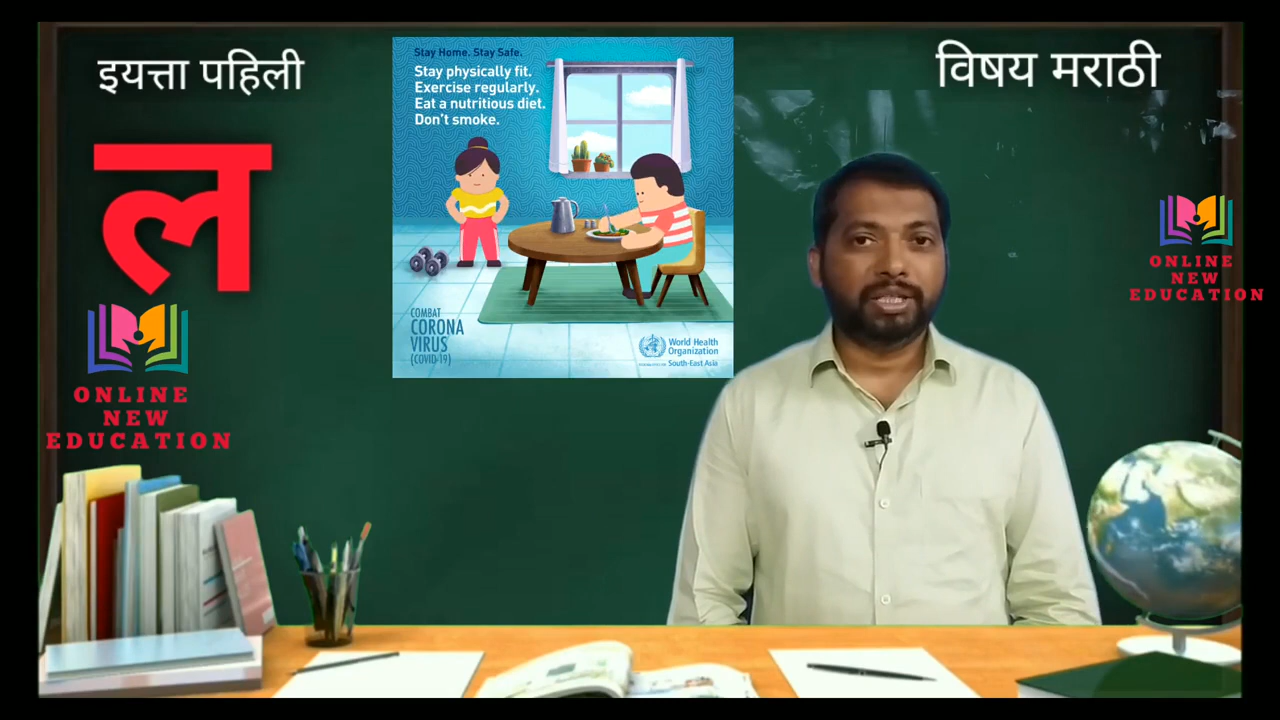 इयत्ता पहिली
विषय मराठी
ल
Stay Home. Stay Safe.
Stay physically fit.
Exercise regularly.
Eat a nutritious diet.
Don't smoke.
COMBAT
CORONA
VIRUS
(COVID-19)
World Health
Organization
South-East Asia
ONLINE
NEW
EDUCATION
ONLINE
NEW
EDUCATION